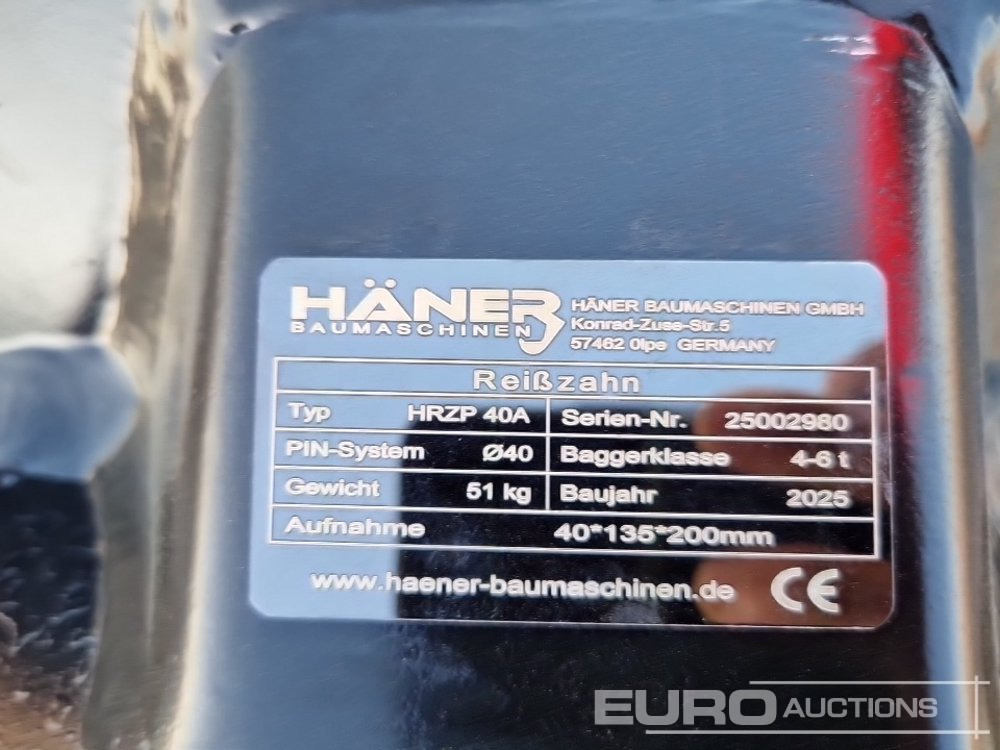 HÄNER
BAUMASCHINEN
HÄNER BAUMASCHINEN GMBH
Konrad-Zuse-Str.5
57462 Olpe GERMANY
Reißzahn
Typ HRZP 40A Serien-Nr. 25002980
PIN-System Ø40 Baggerklasse 4-6 t
Gewicht 51 kg Baujahr 2025
Aufnahme 40*135*200mm
www.haener-baumaschinen.de CE
EURO AUCTIONS